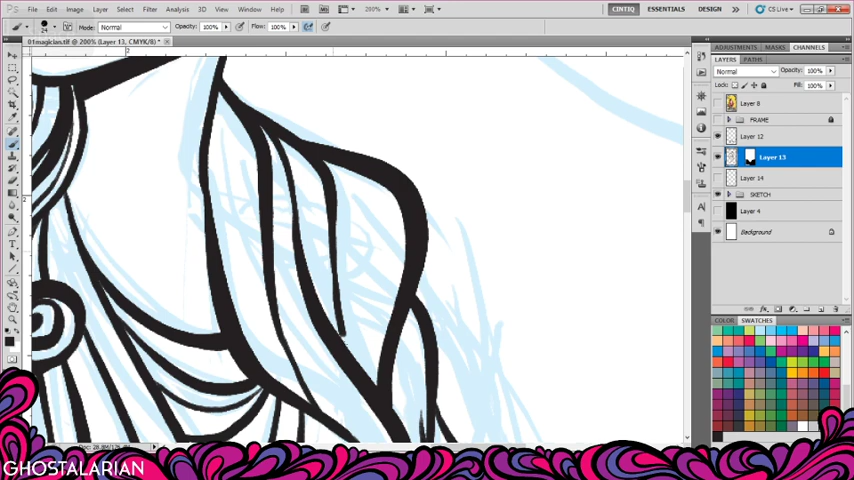 PS File Edit Image Layer Select Filter Analysis 3D View Window Help 200% CINTIQ ESSENTIALS DESIGN CS Live
Mode: Normal Opacity: 100% Flow: 100%
01magician.tif @ 200% (Layer 13, CMYK/8) *
ADJUSTMENTS MASKS CHANNELS
LAYERS PATHS
Normal Opacity: 100%
Lock: Fill: 100%
Layer 8
FRAME
Layer 12
Layer 13
Layer 14
SKETCH
Layer 4
Background
COLOR SWATCHES
GHOSTALARIAN